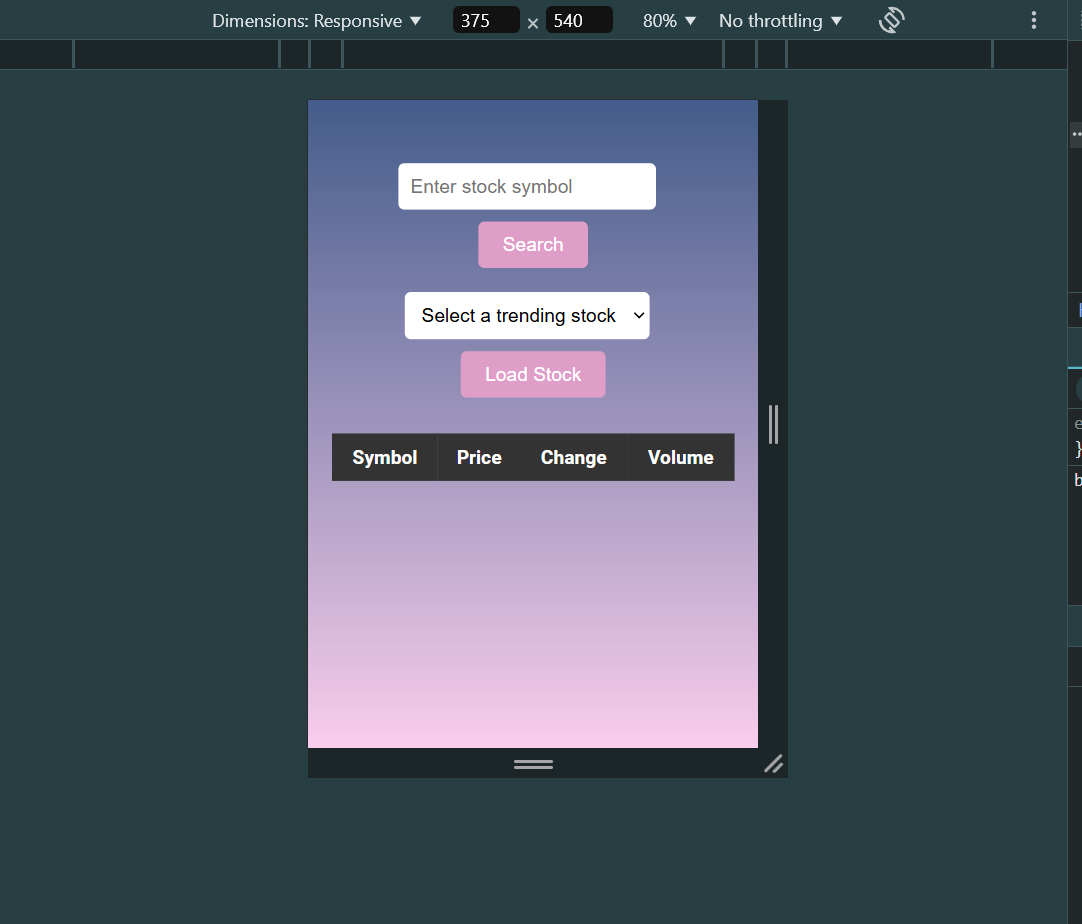 Dimensions: Responsive ▼ 375 × 540 80% ▼ No throttling ▼
Enter stock symbol
Search
Select a trending stock
Load Stock
Symbol Price Change Volume
}